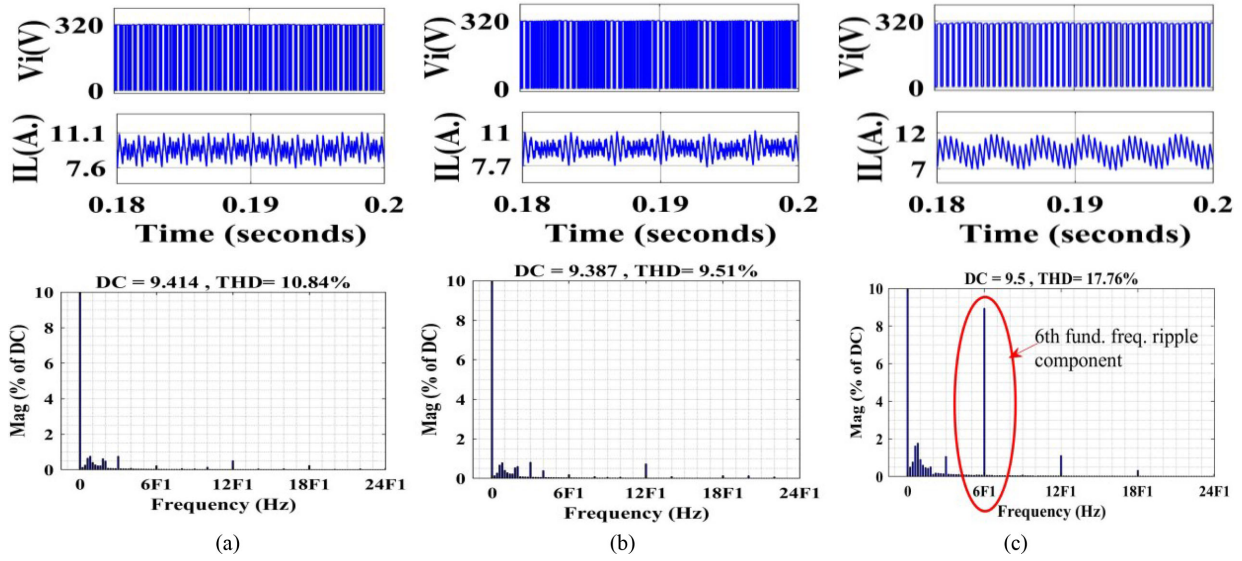 Vi(V)
320
0
IL(A.)
11.1
7.6
0.18
0.19
0.2
Time (seconds)
DC = 9.414 , THD= 10.84%
Mag (% of DC)
10
8
6
4
2
0
0
6F1
12F1
18F1
24F1
Frequency (Hz)
(a)
Vi(V)
320
0
IL(A.)
11
7.7
0.18
0.19
0.2
Time (seconds)
DC = 9.387 , THD= 9.51%
Mag (% of DC)
10
8
6
4
2
0
0
6F1
12F1
18F1
24F1
Frequency (Hz)
(b)
Vi(V)
320
0
IL(A.)
12
7
0.18
0.19
0.2
Time (seconds)
DC = 9.5 , THD= 17.76%
Mag (% of DC)
10
8
6
4
2
0
6th fund. freq. ripple
component
0
6F1
12F1
18F1
24F1
Frequency (Hz)
(c)